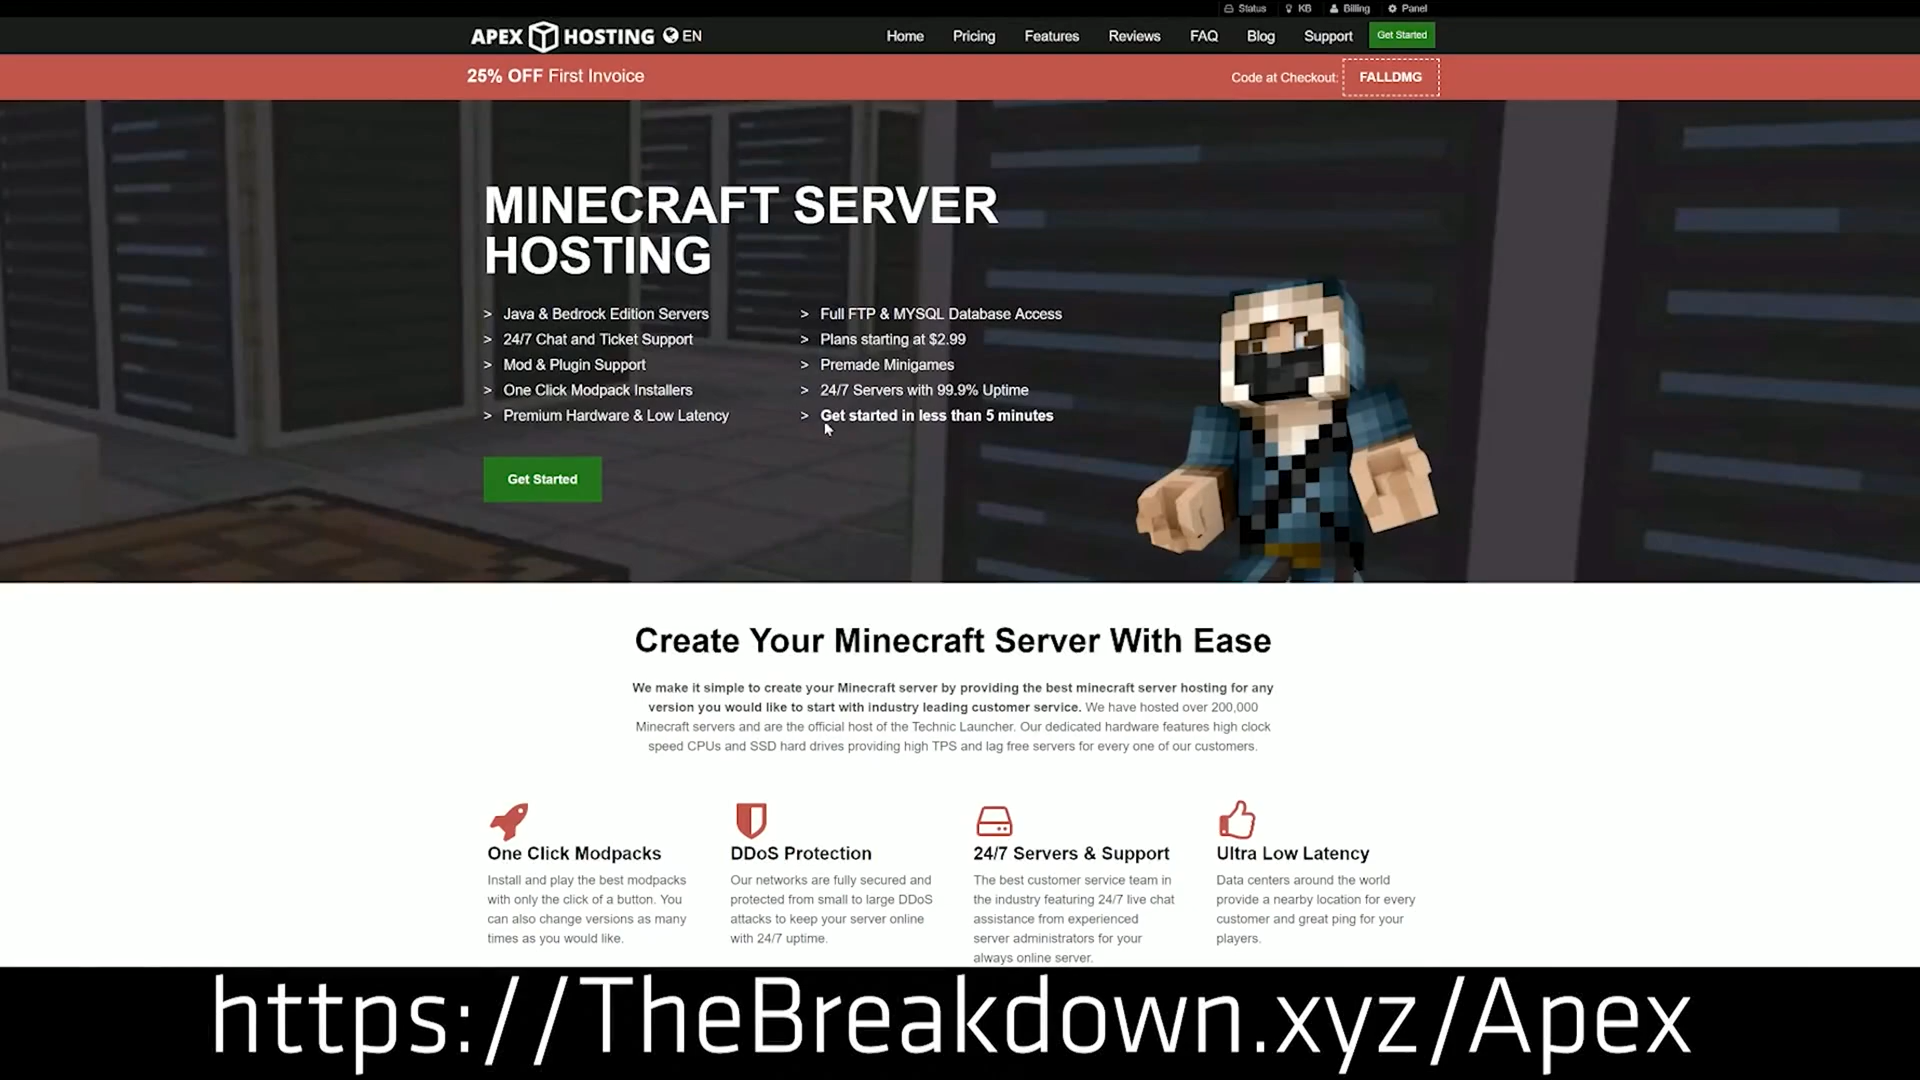 Status KB Billing Panel
APEX HOSTING EN Home Pricing Features Reviews FAQ Blog Support Get Started
25% OFF First Invoice Code at Checkout: FALLDMG
MINECRAFT SERVER
HOSTING
> Java & Bedrock Edition Servers
> 24/7 Chat and Ticket Support
> Mod & Plugin Support
> One Click Modpack Installers
> Premium Hardware & Low Latency
> Full FTP & MYSQL Database Access
> Plans starting at $2.99
> Premade Minigames
> 24/7 Servers with 99.9% Uptime
> Get started in less than 5 minutes
Get Started
Create Your Minecraft Server With Ease
We make it simple to create your Minecraft server by providing the best minecraft server hosting for any
version you would like to start with industry leading customer service. We have hosted over 200,000
Minecraft servers and are the official host of the Technic Launcher. Our dedicated hardware features high clock
speed CPUs and SSD hard drives providing high TPS and lag free servers for every one of our customers.
One Click Modpacks
Install and play the best modpacks
with only the click of a button. You
can also change versions as many
times as you would like.
DDoS Protection
Our networks are fully secured and
protected from small to large DDoS
attacks to keep your server online
with 24/7 uptime.
24/7 Servers & Support
The best customer service team in
the industry featuring 24/7 live chat
assistance from experienced
server administrators for your
always online server.
Ultra Low Latency
Data centers around the world
provide a nearby location for every
customer and great ping for your
players.
https://TheBreakdown.xyz/Apex